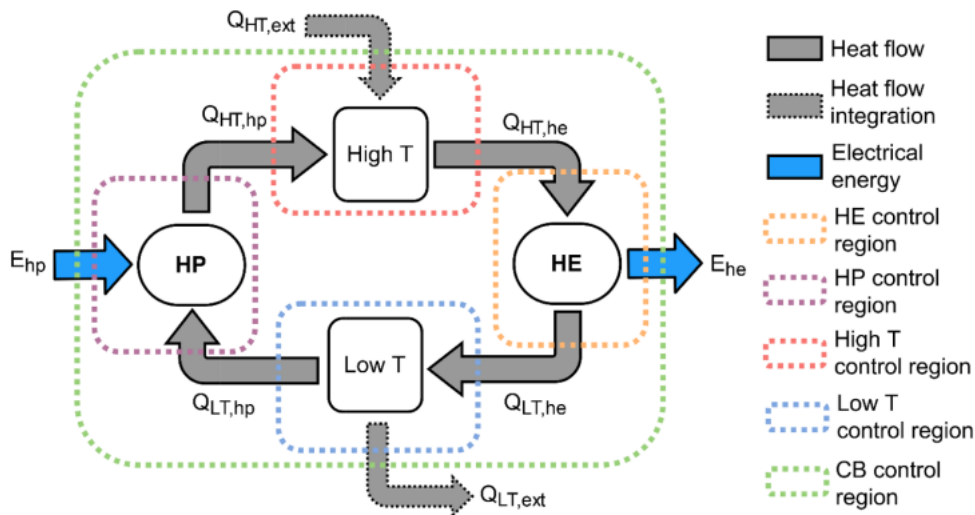 Q_HT,ext
Q_HT,hp
Q_HT,he
High T
E_hp
HP
HE
E_he
Low T
Q_LT,hp
Q_LT,he
Q_LT,ext
Heat flow
Heat flow
integration
Electrical
energy
HE control
region
HP control
region
High T
control region
Low T
control region
CB control
region